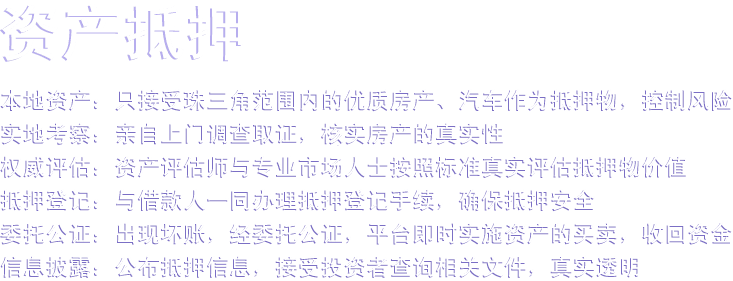 资产抵押
本地资产：只接受珠三角范围内的优质房产、汽车作为抵押物，控制风险
实地考察：亲自上门调查取证，核实房产的真实性
权威评估：资产评估师与专业市场人士按照标准真实评估抵押物价值
抵押登记：与借款人一同办理抵押登记手续，确保抵押安全
委托公证：出现坏账，经委托公证，平台即时实施资产的买卖，收回资金
信息披露：公布抵押信息，接受投资者查询相关文件，真实透明